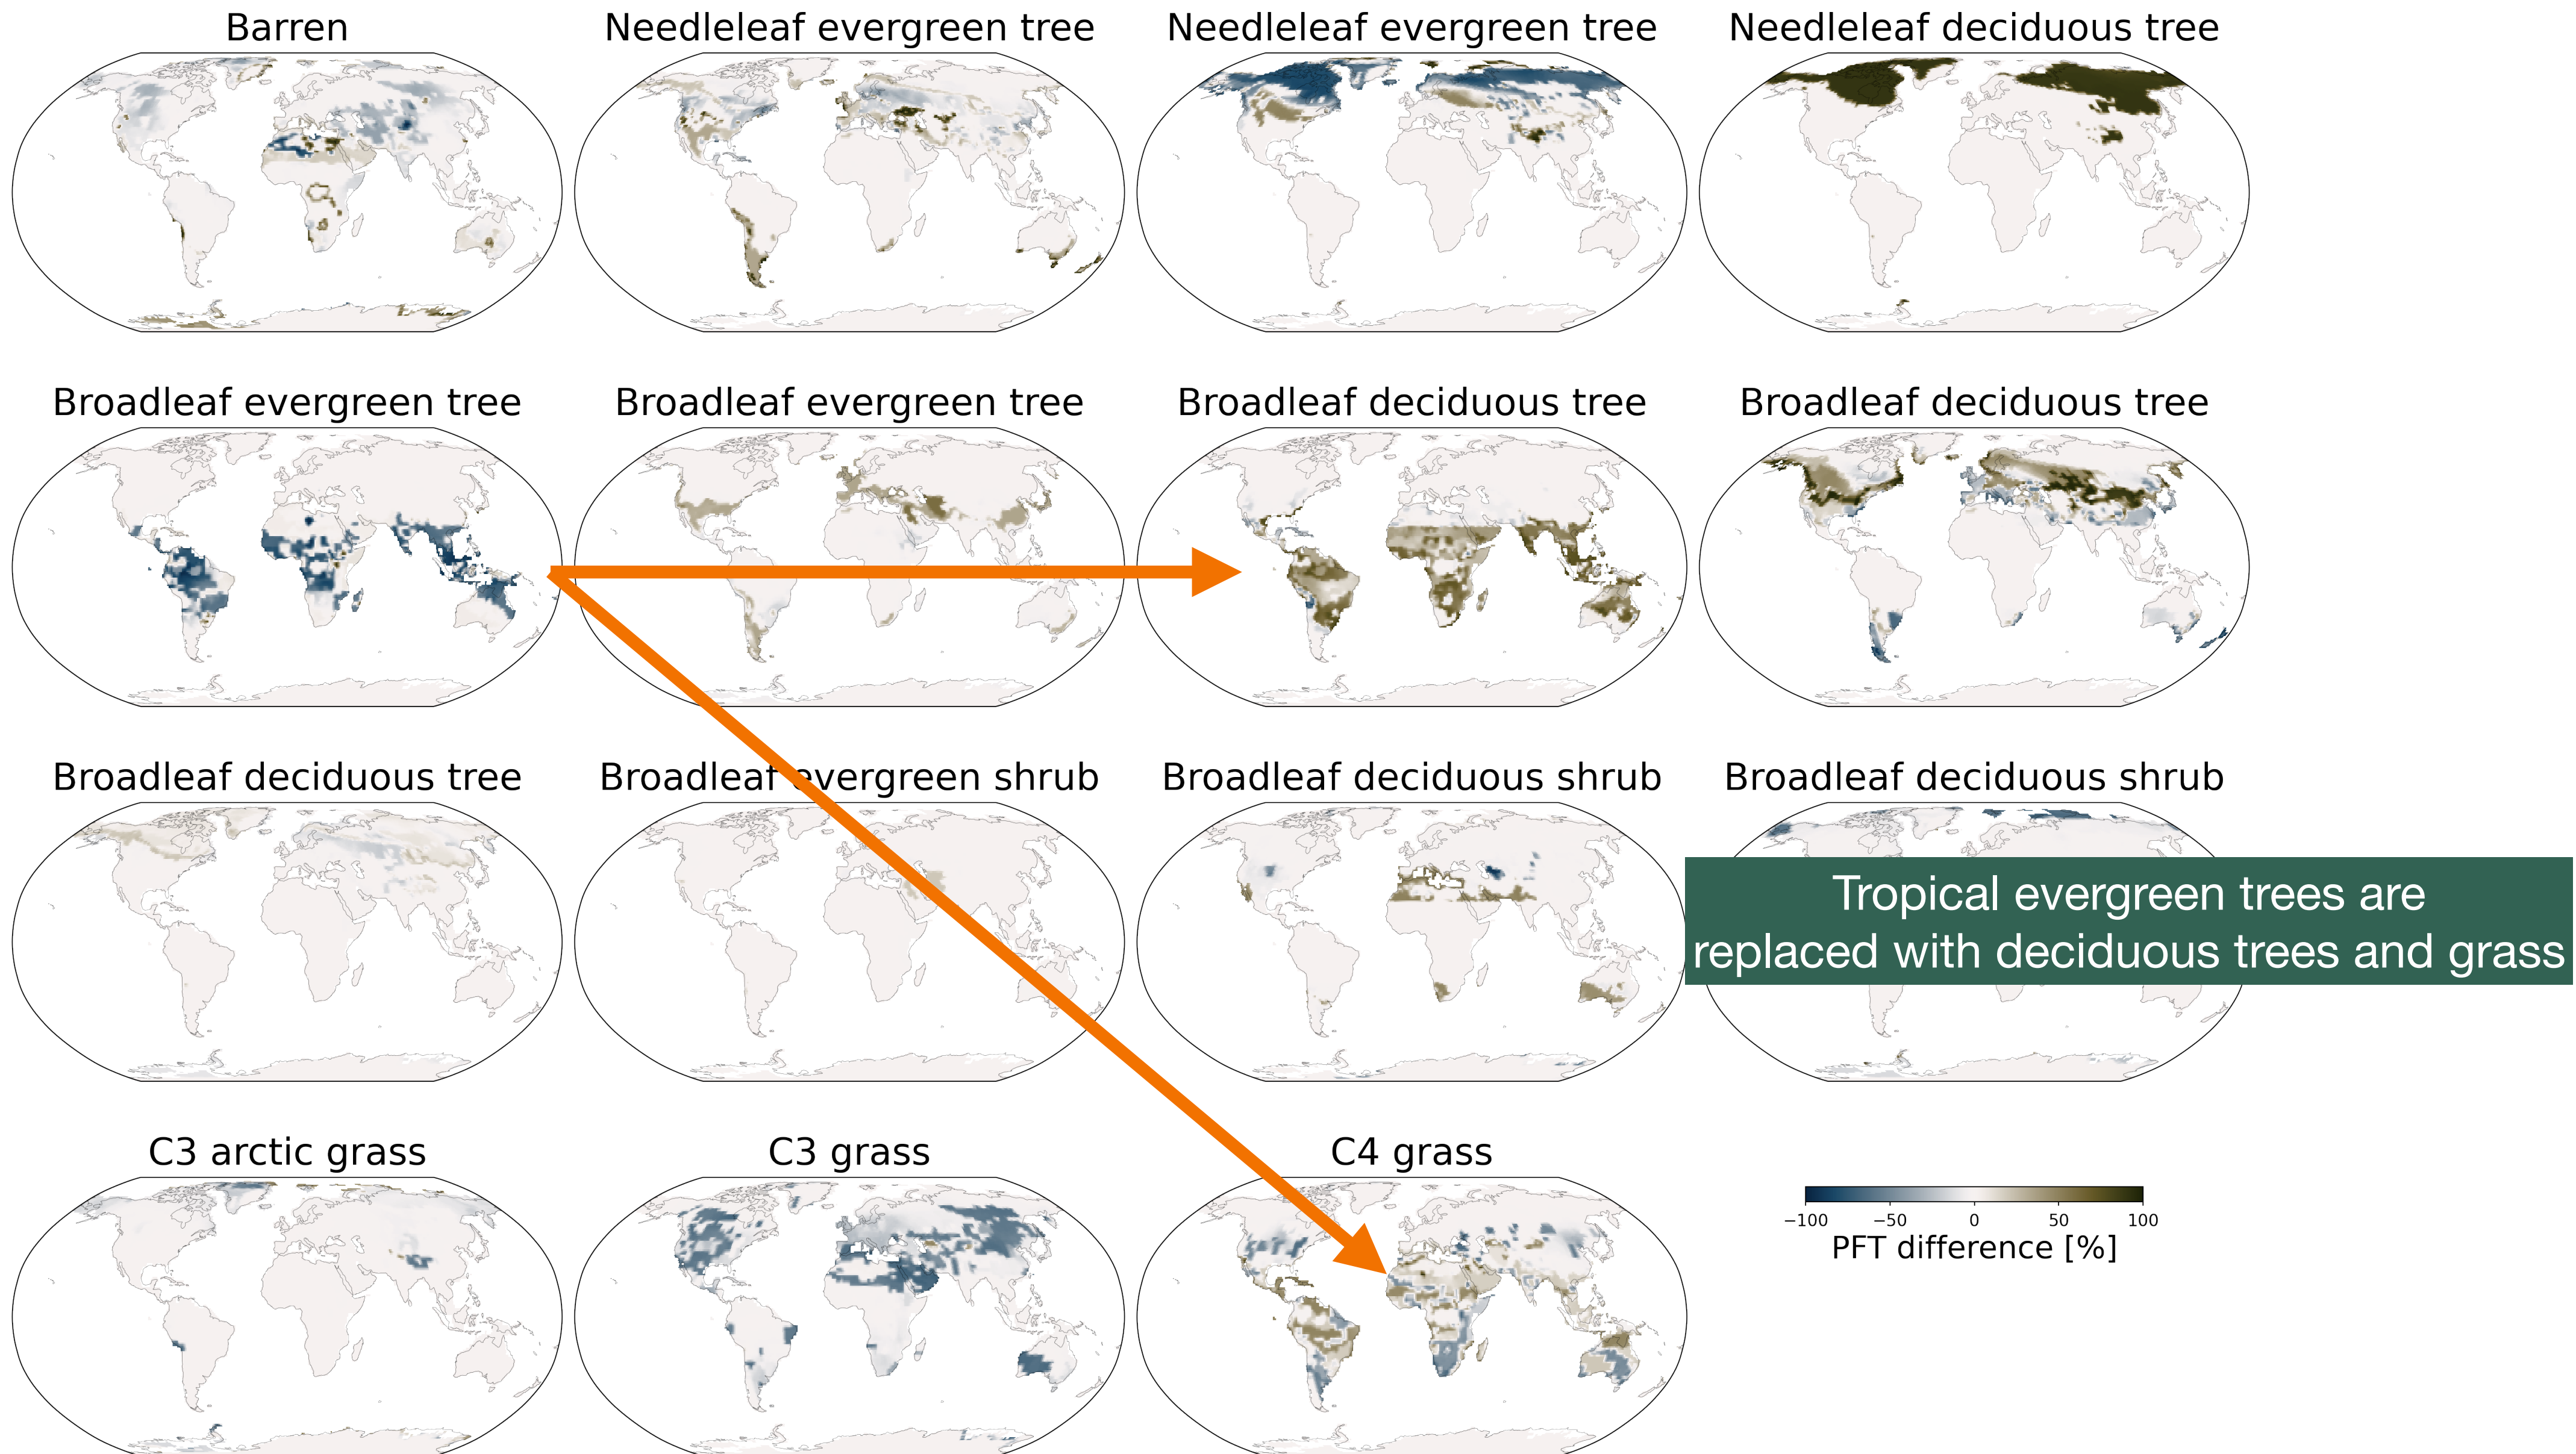 Barren
Needleleaf evergreen tree
Needleleaf evergreen tree
Needleleaf deciduous tree
Broadleaf evergreen tree
Broadleaf evergreen tree
Broadleaf deciduous tree
Broadleaf deciduous tree
Broadleaf deciduous tree
Broadleaf evergreen shrub
Broadleaf deciduous shrub
Broadleaf deciduous shrub
Tropical evergreen trees are
replaced with deciduous trees and grass
C3 arctic grass
C3 grass
C4 grass
−100 −50 0 50 100
PFT difference [%]